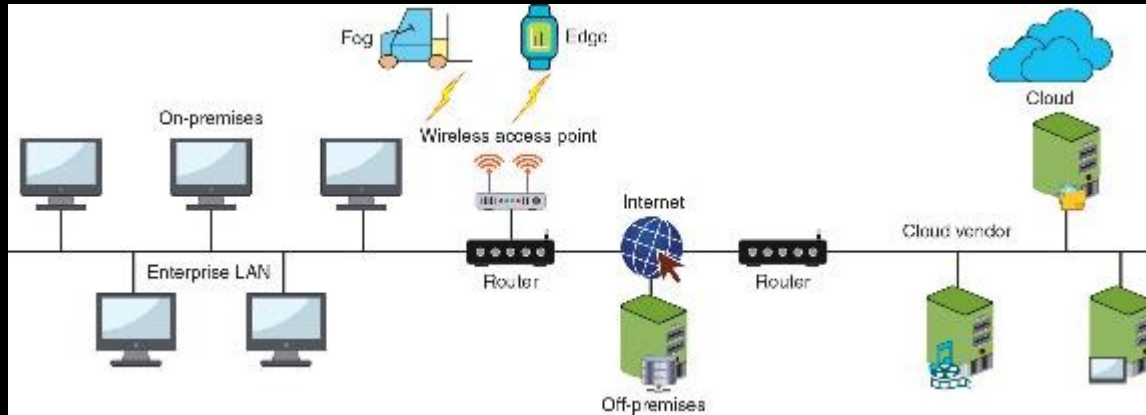 Fog
Edge
Cloud
On-premises
Wireless access point
Internet
Cloud vendor
Enterprise LAN
Router
Router
Off-premises